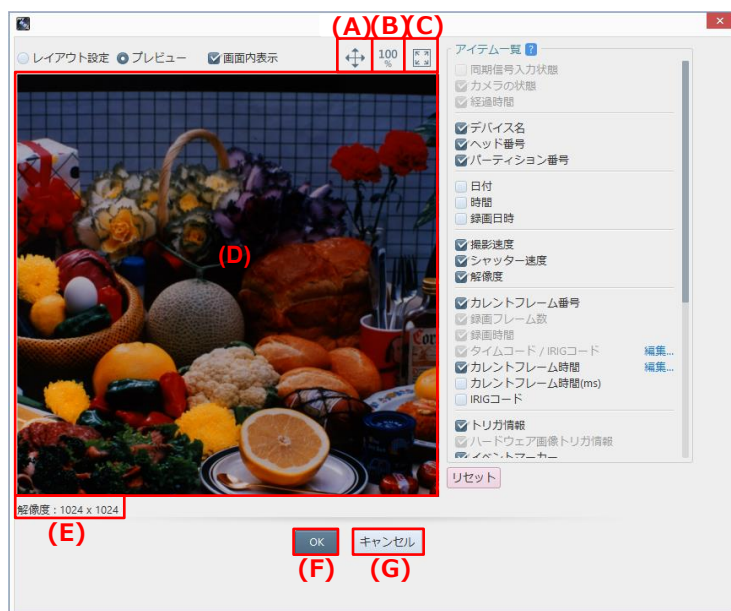 (A)(B)(C)
レイアウト設定 プレビュー 画面内表示
100
%
(D)
解像度 : 1024 x 1024
(E)
アイテム一覧 ?
同期信号入力状態
カメラの状態
経過時間
デバイス名
ヘッド番号
パーティション番号
日付
時間
録画日時
撮影速度
シャッター速度
解像度
カレントフレーム番号
録画フレーム数
録画時間
タイムコード / IRIGコード 編集...
カレントフレーム時間 編集...
カレントフレーム時間(ms)
IRIGコード
トリガ情報
ハードウェア画像トリガ情報
イベントマーカー
リセット
OK キャンセル
(F) (G)